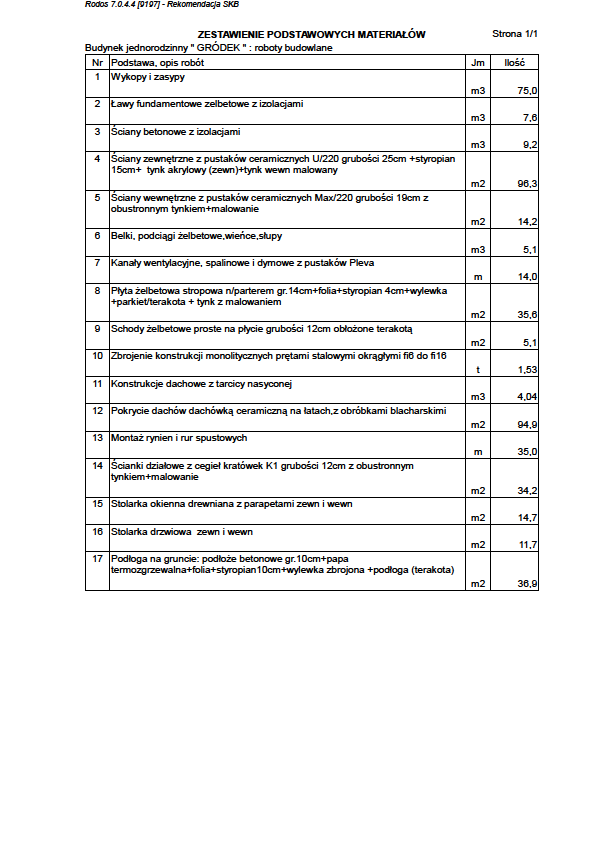 Rodos 7.0.4.4 [9197] - Rekomendacja SKB
ZESTAWIENIE PODSTAWOWYCH MATERIAŁÓW Strona 1/1
Budynek jednorodzinny " GRÓDEK " : roboty budowlane
Nr Podstawa, opis robót Jm Ilość
1 Wykopy i zasypy
m3 75,0
2 Ławy fundamentowe zelbetowe z izolacjami
m3 7,6
3 Ściany betonowe z izolacjami
m3 9,2
4 Ściany zewnętrzne z pustaków ceramicznych U/220 grubości 25cm +styropian
15cm+ tynk akrylowy (zewn)+tynk wewn malowany
m2 96,3
5 Ściany wewnętrzne z pustaków ceramicznych Max/220 grubości 19cm z
obustronnym tynkiem+malowanie
m2 14,2
6 Belki, podciągi żelbetowe,wieńce,słupy
m3 5,1
7 Kanały wentylacyjne, spalinowe i dymowe z pustaków Pleva
m 14,0
8 Płyta żelbetowa stropowa n/parterem gr.14cm+folia+styropian 4cm+wylewka
+parkiet/terakota + tynk z malowaniem
m2 35,6
9 Schody żelbetowe proste na płycie grubości 12cm obłożone terakotą
m2 5,1
10 Zbrojenie konstrukcji monolitycznych prętami stalowymi okrągłymi fi6 do fi16
t 1,53
11 Konstrukcje dachowe z tarcicy nasyconej
m3 4,04
12 Pokrycie dachów dachówką ceramiczną na łatach,z obróbkami blacharskimi
m2 94,9
13 Montaż rynien i rur spustowych
m 35,0
14 Ścianki działowe z cegieł kratówek K1 grubości 12cm z obustronnym
tynkiem+malowanie
m2 34,2
15 Stolarka okienna drewniana z parapetami zewn i wewn
m2 14,7
16 Stolarka drzwiowa zewn i wewn
m2 11,7
17 Podłoga na gruncie: podłoże betonowe gr.10cm+papa
termozgrzewalna+folia+styropian10cm+wylewka zbrojona +podłoga (terakota)
m2 36,9